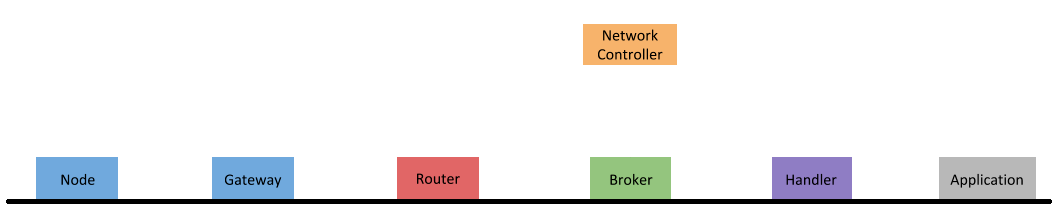 Network
Controller
Node
Gateway
Router
Broker
Handler
Application